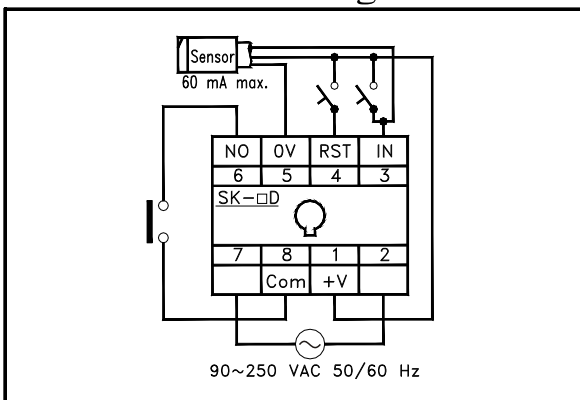 Sensor
60 mA max.
NO 0V RST IN
6 5 4 3
SK-□D
7 8 1 2
Com +V
90~250 VAC 50/60 Hz